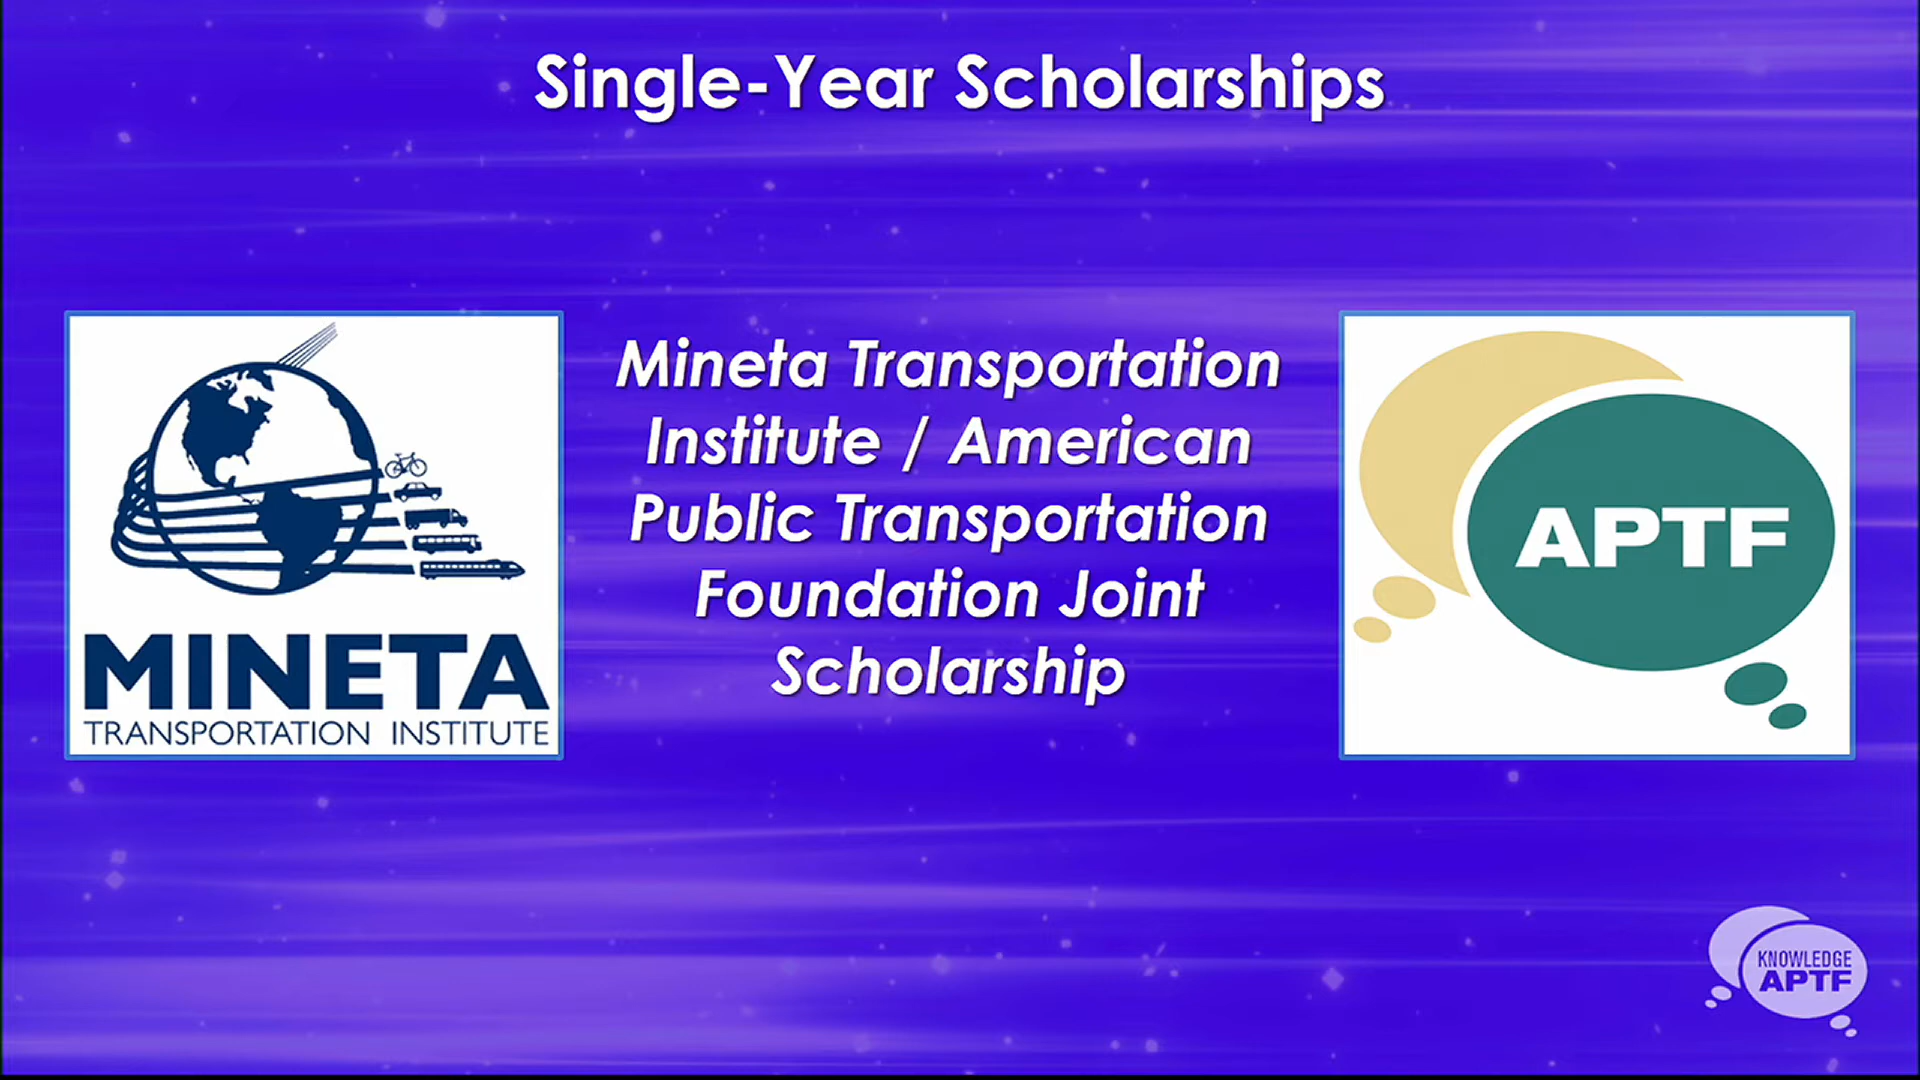 Single-Year Scholarships
Mineta Transportation
Institute / American
Public Transportation
Foundation Joint
Scholarship
MINETA
TRANSPORTATION INSTITUTE
APTF
KNOWLEDGE
APTF